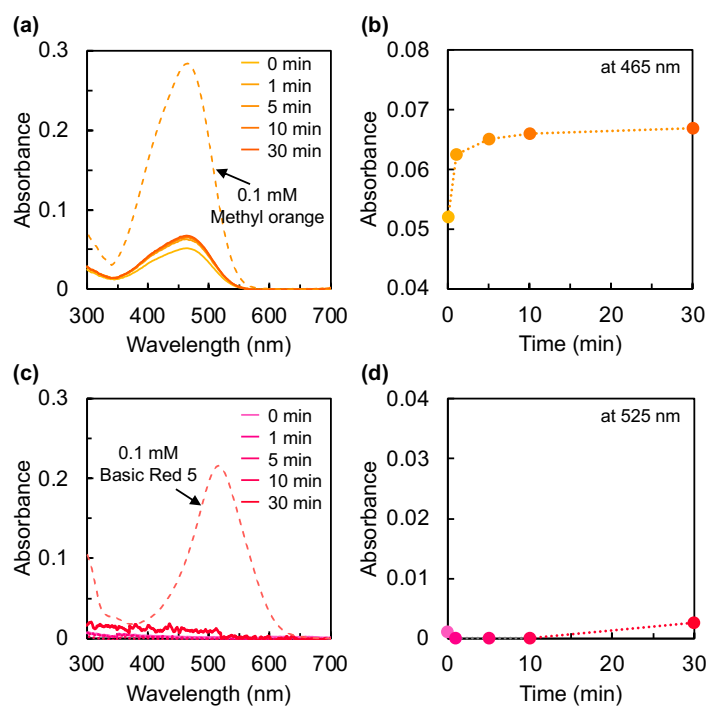 (a)
0.3
0.2
0.1
0
Absorbance
300
400
500
600
700
Wavelength (nm)
0 min
1 min
5 min
10 min
30 min
0.1 mM
Methyl orange
(b)
0.08
0.07
0.06
0.05
0.04
Absorbance
0
10
20
30
Time (min)
at 465 nm
(c)
0.3
0.2
0.1
0
Absorbance
300
400
500
600
700
Wavelength (nm)
0.1 mM
Basic Red 5
0 min
1 min
5 min
10 min
30 min
(d)
0.04
0.03
0.02
0.01
0
Absorbance
0
10
20
30
Time (min)
at 525 nm